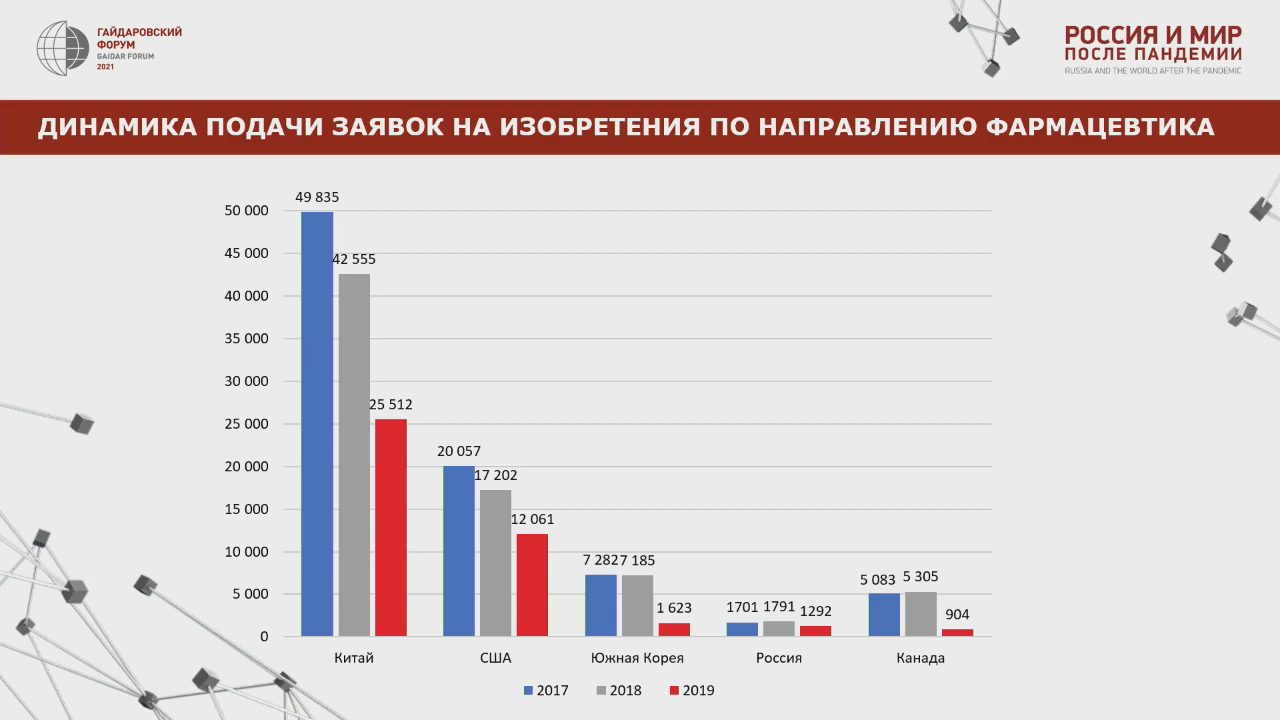 ГАЙДАРОВСКИЙ
ФОРУМ
GAIDAR FORUM
2021
РОССИЯ И МИР
ПОСЛЕ ПАНДЕМИИ
RUSSIA AND THE WORLD AFTER THE PANDEMIC
ДИНАМИКА ПОДАЧИ ЗАЯВОК НА ИЗОБРЕТЕНИЯ ПО НАПРАВЛЕНИЮ ФАРМАЦЕВТИКА
49 835
50 000
45 000
42 555
40 000
35 000
30 000
25 512
25 000
20 057
20 000
17 202
15 000
12 061
10 000
7 282 7 185
5 083 5 305
5 000
1 623
1701 1791 1292
904
0
Китай США Южная Корея Россия Канада
2017 2018 2019